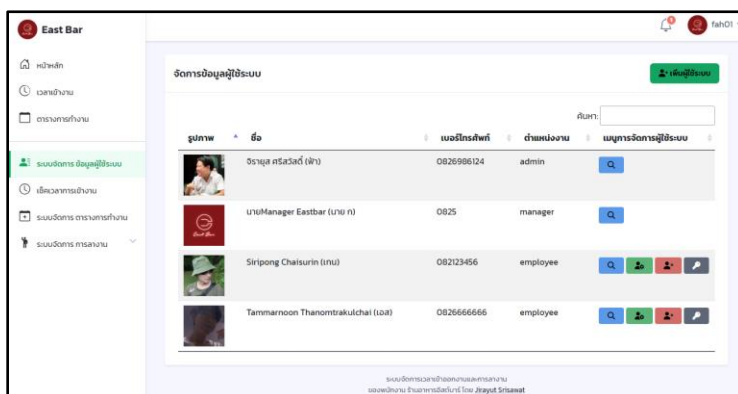 East Bar
fah01
หน้าหลัก
เวลาเข้างาน
ตารางการทำงาน
ระบบจัดการ ข้อมูลผู้ใช้ระบบ
เช็คเวลาการเข้างาน
ระบบจัดการ ตารางการทำงาน
ระบบจัดการ การลางาน
จัดการข้อมูลผู้ใช้ระบบ
เพิ่มผู้ใช้ระบบ
ค้นหา:
รูปภาพ ชื่อ เบอร์โทรศัพท์ ตำแหน่งงาน เมนูการจัดการผู้ใช้ระบบ
จิรายุส ศรีสวัสดิ์ (ฟ้า) 0826986124 admin
East Bar
นายManager Eastbar (นาย ก) 0825 manager
Siripong Chaisurin (เทน) 082123456 employee
Tammarnoon Thanomtrakulchai (เอส) 0826666666 employee
ระบบจัดการเวลาเข้าออกงานและการลางาน
ของพนักงาน ร้านอาหารอีสต์บาร์ โดย Jirayut Srisawat